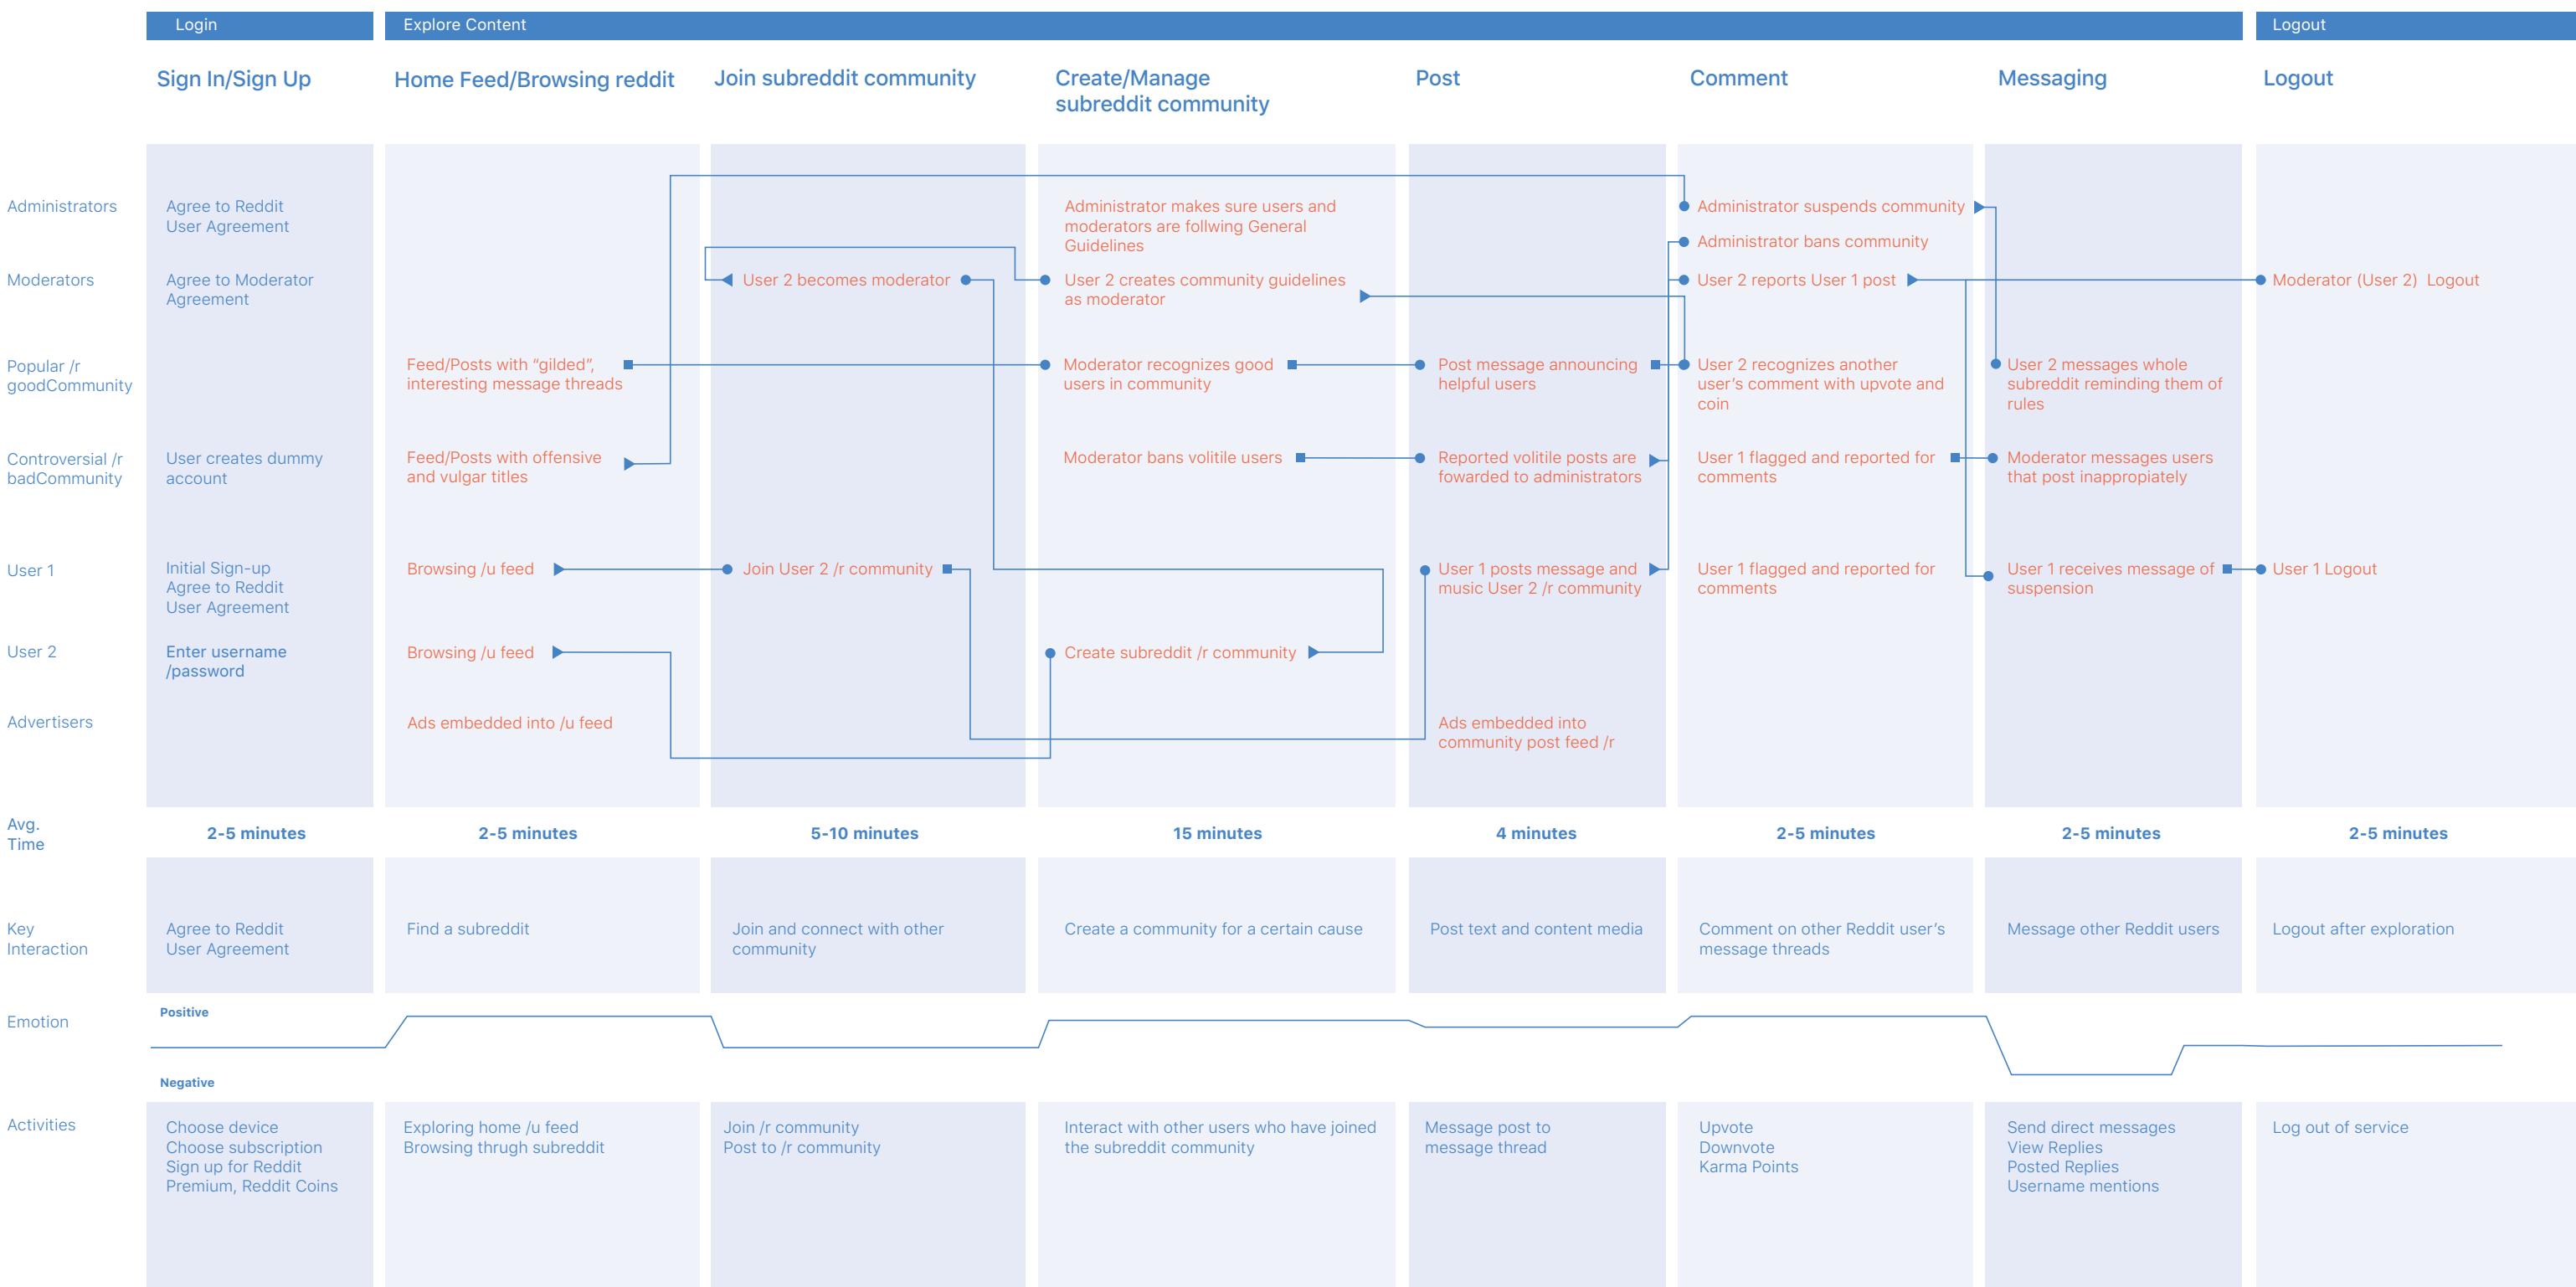 Login
Explore Content
Logout
Sign In/Sign Up
Home Feed/Browsing reddit
Join subreddit community
Create/Manage
subreddit community
Post
Comment
Messaging
Logout
Administrators
Agree to Reddit
User Agreement
Administrator makes sure users and
moderators are follwing General
Guidelines
Administrator suspends community
Administrator bans community
Moderators
Agree to Moderator
Agreement
User 2 becomes moderator
User 2 creates community guidelines
as moderator
User 2 reports User 1 post
Moderator (User 2)  Logout
Popular /r
goodCommunity
Feed/Posts with “gilded”,
interesting message threads
Moderator recognizes good
users in community
Post message announcing
helpful users
User 2 recognizes another
user’s comment with upvote and
coin
User 2 messages whole
subreddit reminding them of
rules
Controversial /r
badCommunity
User creates dummy
account
Feed/Posts with offensive
and vulgar titles
Moderator bans volitile users
Reported volitile posts are
fowarded to administrators
User 1 flagged and reported for
comments
Moderator messages users
that post inappropiately
User 1
Initial Sign-up
Agree to Reddit
User Agreement
Browsing /u feed
Join User 2 /r community
User 1 posts message and
music User 2 /r community
User 1 flagged and reported for
comments
User 1 receives message of
suspension
User 1 Logout
User 2
Enter username
/password
Browsing /u feed
Create subreddit /r community
Advertisers
Ads embedded into /u feed
Ads embedded into
community post feed /r
Avg.
Time
2-5 minutes
2-5 minutes
5-10 minutes
15 minutes
4 minutes
2-5 minutes
2-5 minutes
2-5 minutes
Key
Interaction
Agree to Reddit
User Agreement
Find a subreddit
Join and connect with other
community
Create a community for a certain cause
Post text and content media
Comment on other Reddit user’s
message threads
Message other Reddit users
Logout after exploration
Emotion
Positive
Negative
Activities
Choose device
Choose subscription
Sign up for Reddit
Premium, Reddit Coins
Exploring home /u feed
Browsing thrugh subreddit
Join /r community
Post to /r community
Interact with other users who have joined
the subreddit community
Message post to
message thread
Upvote
Downvote
Karma Points
Send direct messages
View Replies
Posted Replies
Username mentions
Log out of service